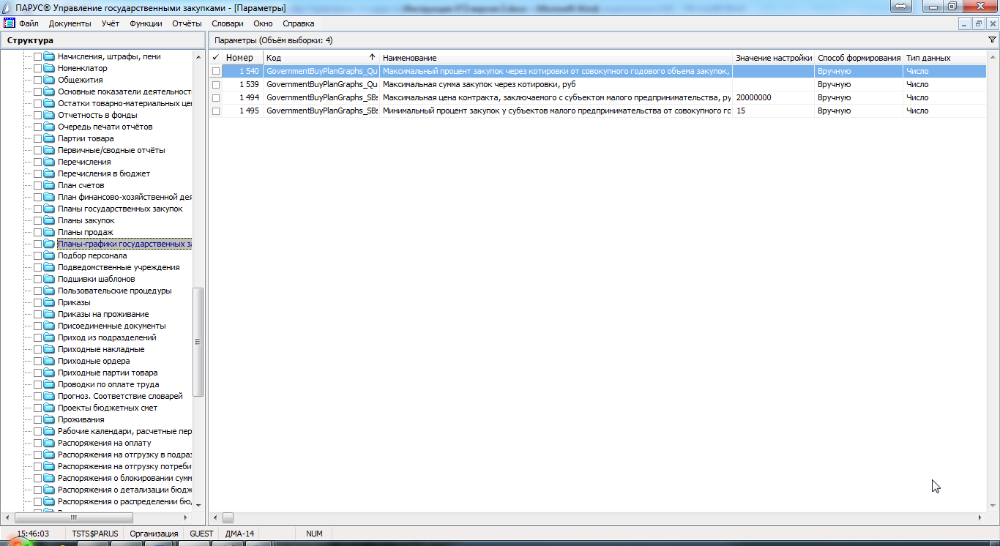 ПАРУС® Управление государственными закупками - [Параметры]
Файл Документы Учёт Функции Отчёты Словари Окно Справка
Структура
Начисления, штрафы, пени
Номенклатор
Общежития
Основные показатели деятельност
Остатки товарно-материальных це
Отчетность в фонды
Очередь печати отчётов
Партии товара
Первичные/сводные отчёты
Перечисления
Перечисления в бюджет
План счетов
План финансово-хозяйственной дея
Планы государственных закупок
Планы закупок
Планы продаж
Планы-графики государственных за
Подбор персонала
Подведомственные учреждения
Подшивки шаблонов
Пользовательские процедуры
Приказы
Приказы на проживание
Присоединенные документы
Приход из подразделений
Приходные накладные
Приходные ордера
Приходные партии товара
Проводки по оплате труда
Прогноз. Соответствие словарей
Проекты бюджетных смет
Проживания
Рабочие календари, расчетные пер
Распоряжения на оплату
Распоряжения на отгрузку в подраз
Распоряжения на отгрузку потреби
Распоряжения о блокировании сумм
Распоряжения о детализации бюдж
Распоряжения о распределении бю
Параметры (Объём выборки: 4)
✓ Номер Код Наименование Значение настройки Способ формирования Тип данных
1 540 GovernmentBuyPlanGraphs_Qu Максимальный процент закупок через котировки от совокупного годового объема закупок, Вручную Число
1 539 GovernmentBuyPlanGraphs_Qu Максимальная сумма закупок через котировки, руб Вручную Число
1 494 GovernmentBuyPlanGraphs_SBs Максимальная цена контракта, заключаемого с субъектом малого предпринимательства, ру 20000000 Вручную Число
1 495 GovernmentBuyPlanGraphs_SBs Минимальный процент закупок у субъектов малого предпринимательства от совокупного го 15 Вручную Число
15:46:03 TSTS$PARUS Организация GUEST ДМА-14 NUM